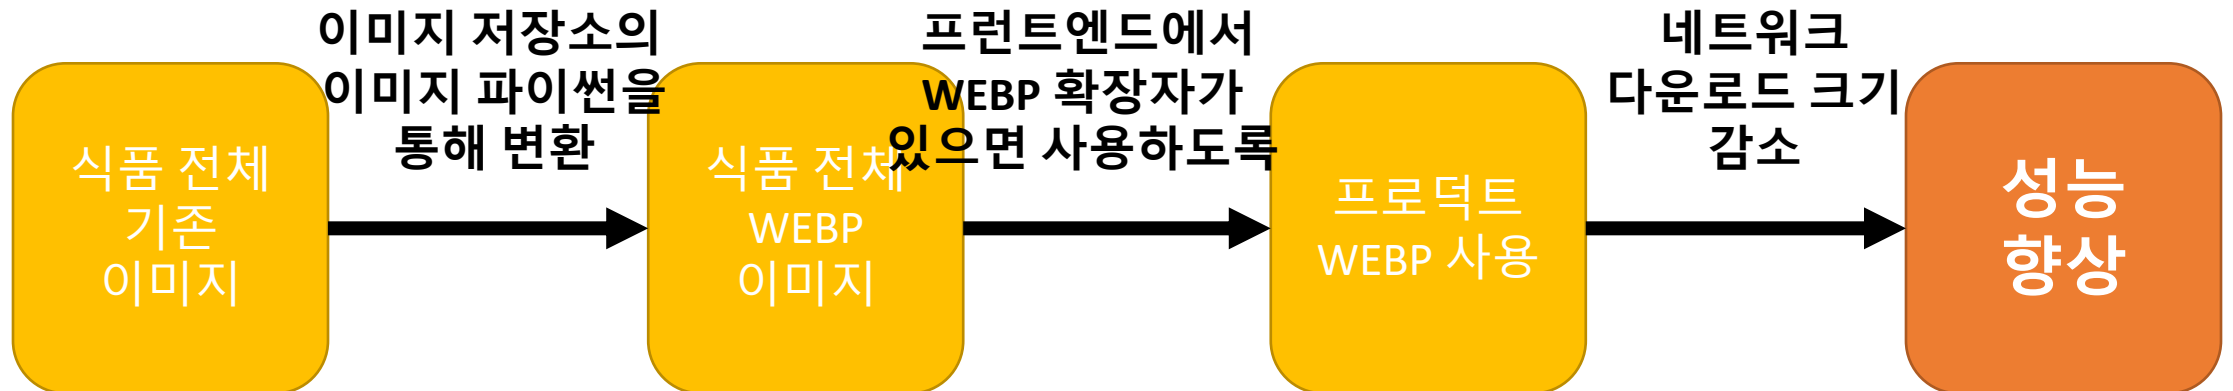 식품 전체
기존
이미지
이미지 저장소의
이미지 파이썬을
통해 변환
식품 전체
WEBP
이미지
프런트엔드에서
WEBP 확장자가
있으면 사용하도록
프로덕트
WEBP 사용
네트워크
다운로드 크기
감소
성능
향상